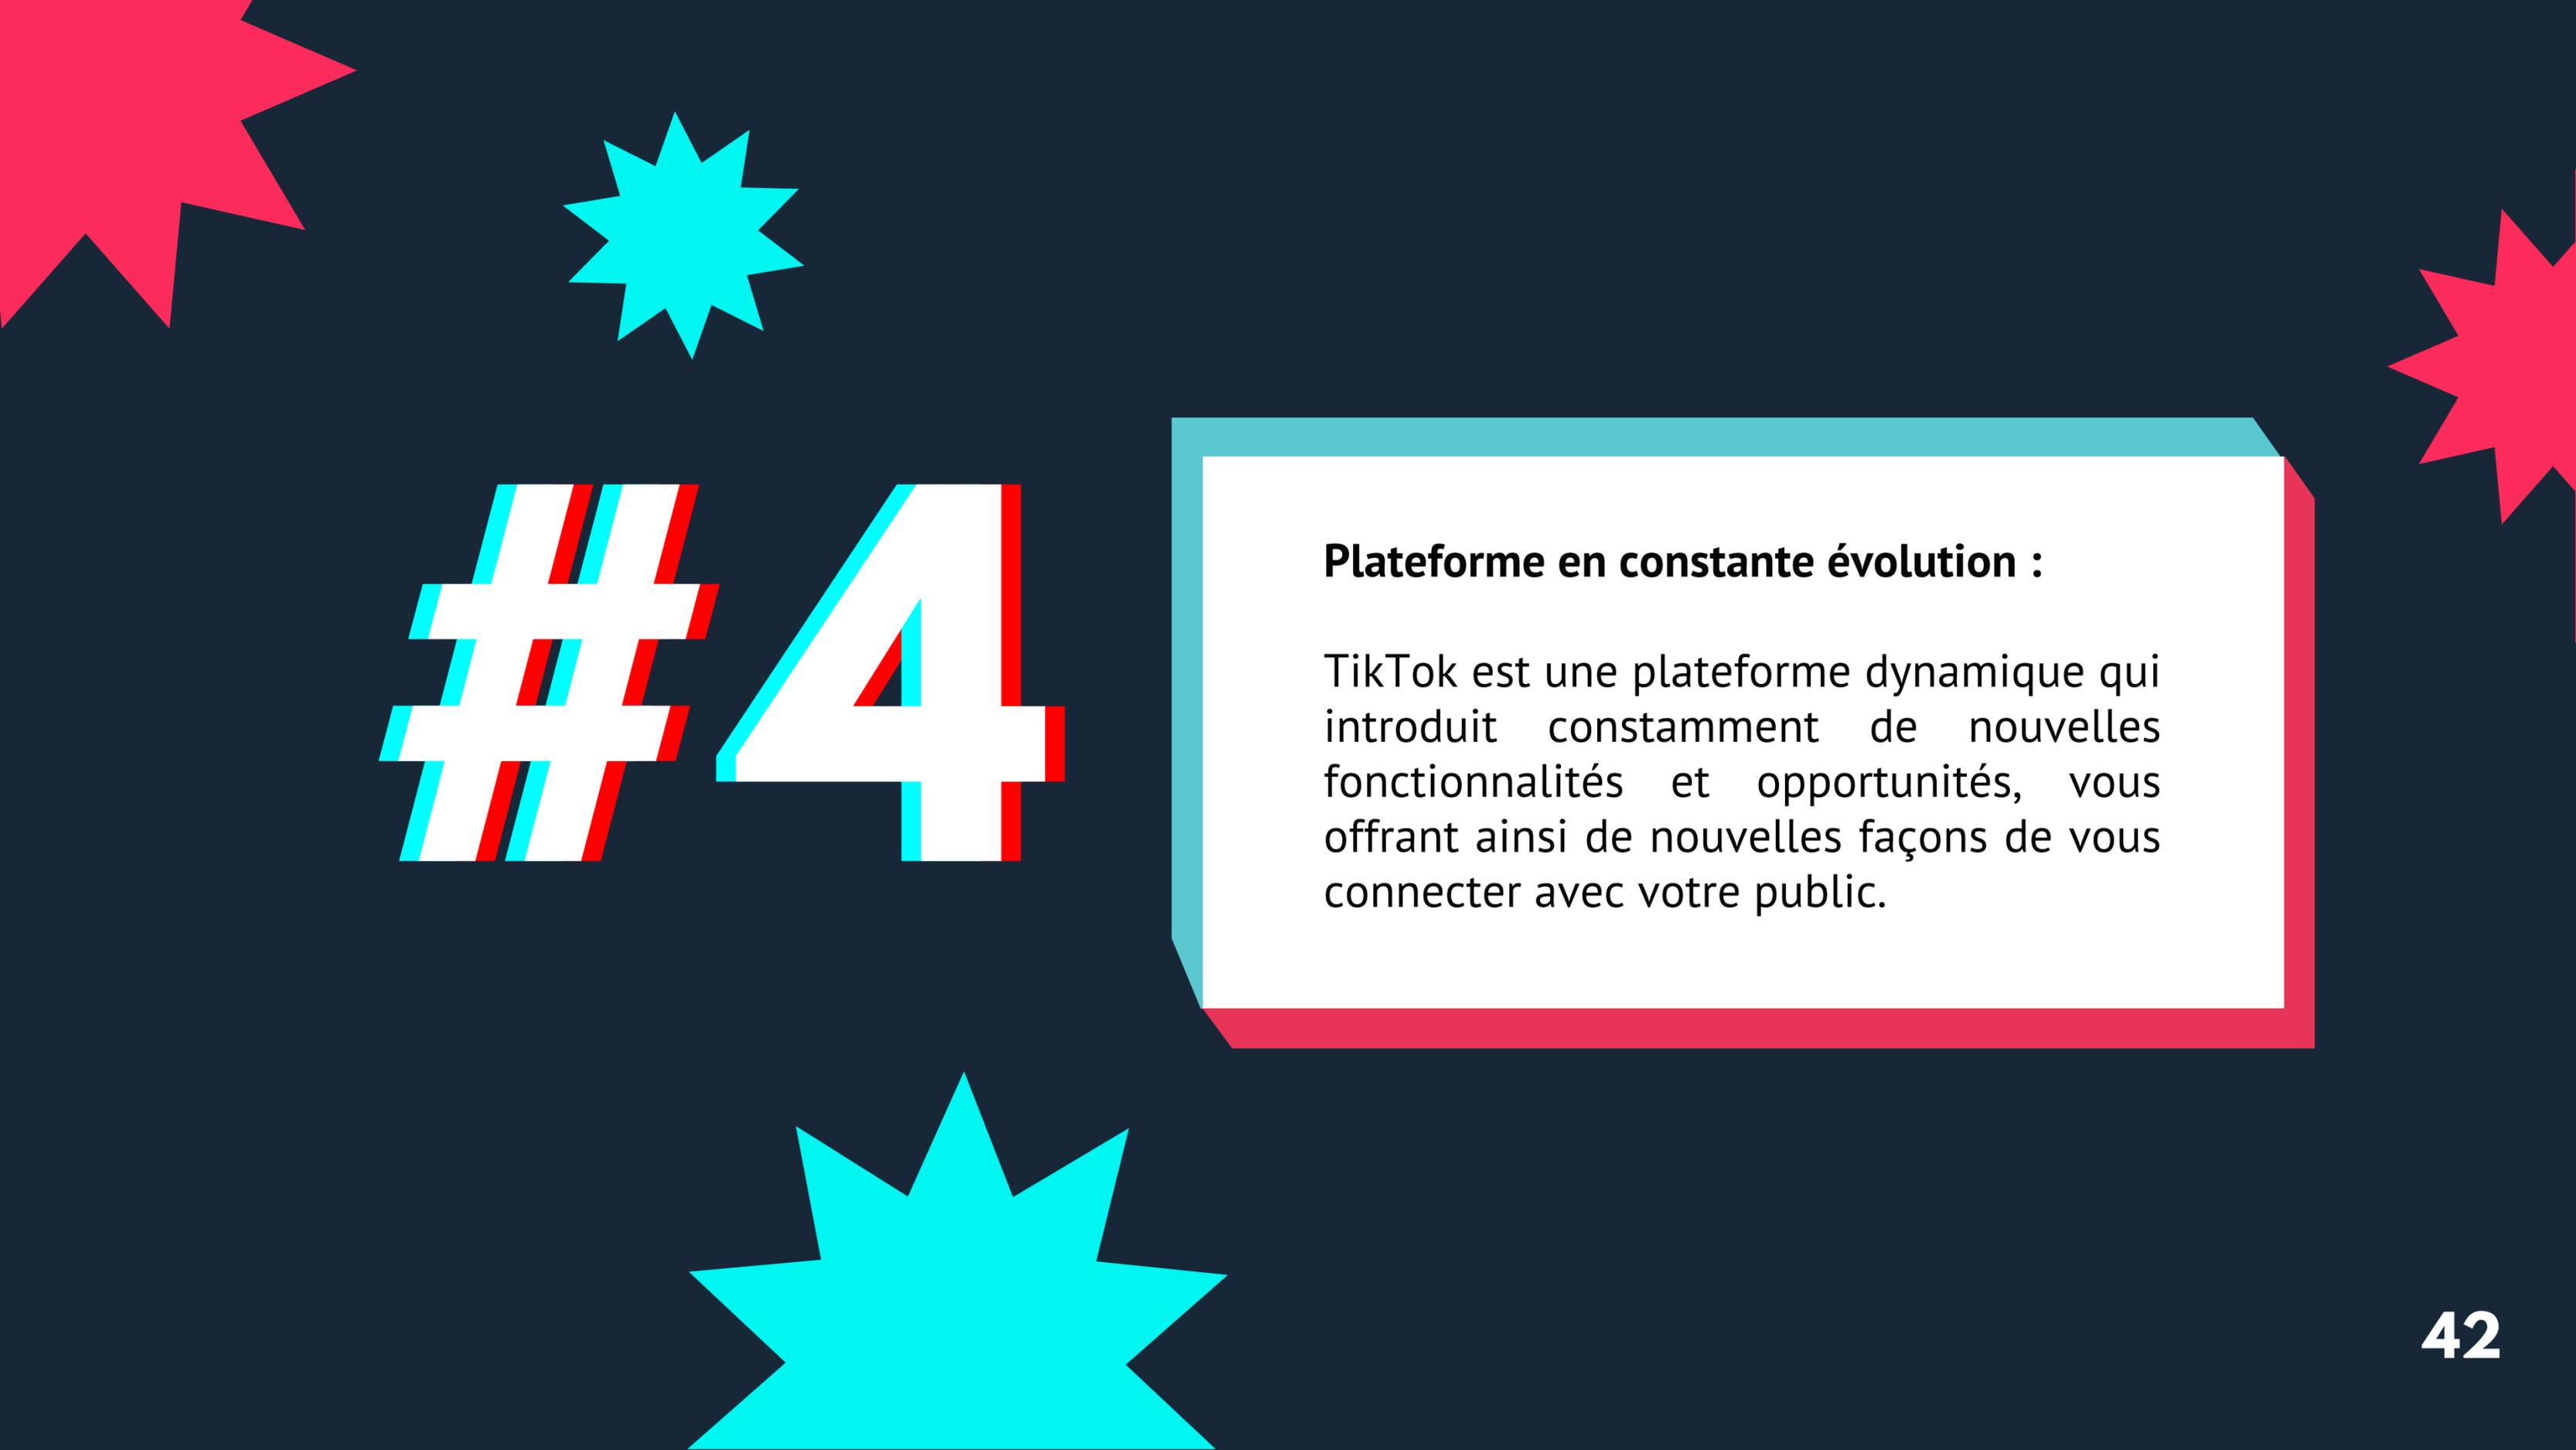 #4
Plateforme en constante évolution :
TikTok est une plateforme dynamique qui
introduit constamment de nouvelles
fonctionnalités et opportunités, vous
offrant ainsi de nouvelles façons de vous
connecter avec votre public.
42